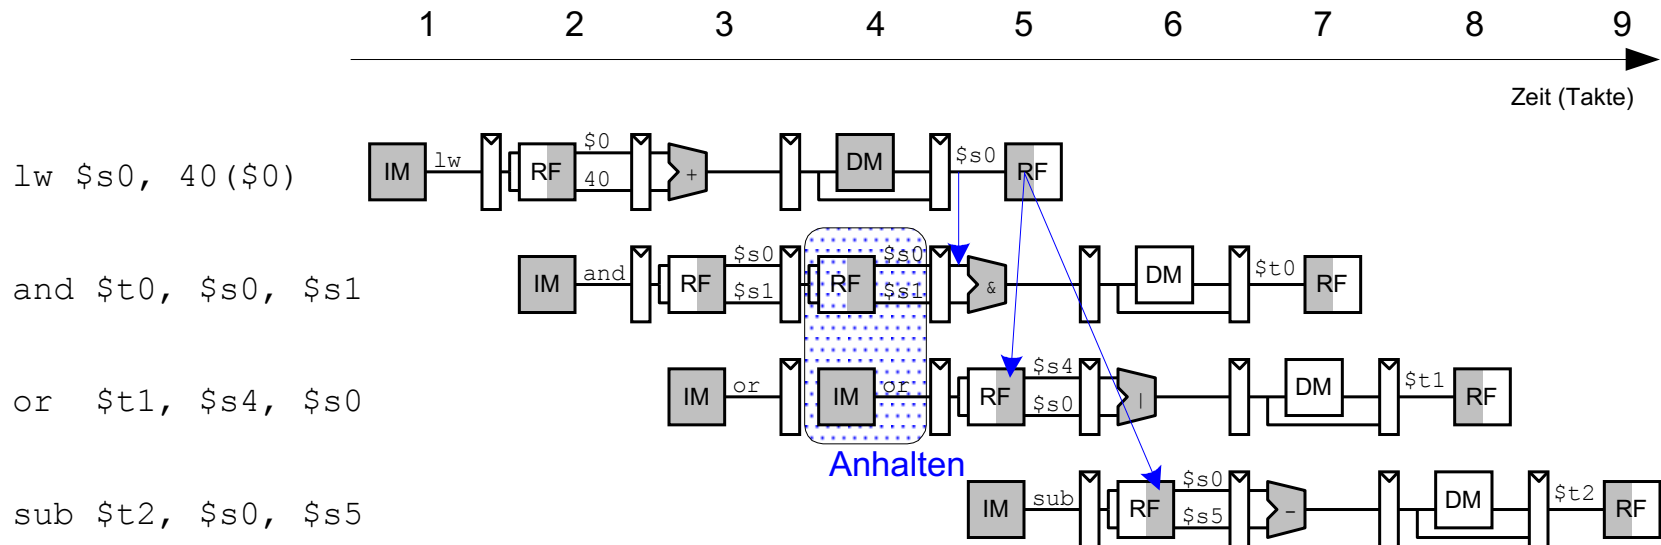 1 2 3 4 5 6 7 8 9
Zeit (Takte)
lw $s0, 40($0) IM lw RF $0 40 + DM $s0 RF
and $t0, $s0, $s1 IM and RF $s0 $s1 RF $s0 $s1 & DM $t0 RF
or $t1, $s4, $s0 IM or IM or RF $s4 $s0 | DM $t1 RF
Anhalten
sub $t2, $s0, $s5 IM sub RF $s0 $s5 - DM $t2 RF